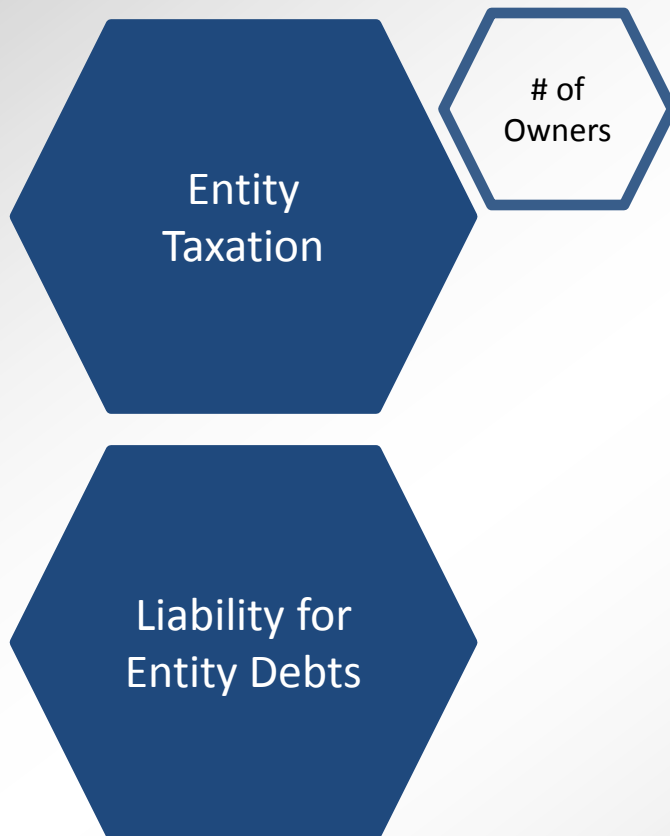 Entity
Taxation
# of
Owners
Liability for
Entity Debts